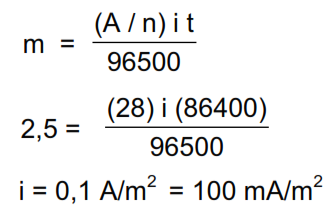 m = (A / n) i t / 96500
2,5 = (28) i (86400) / 96500
i = 0,1 A/m² = 100 mA/m²